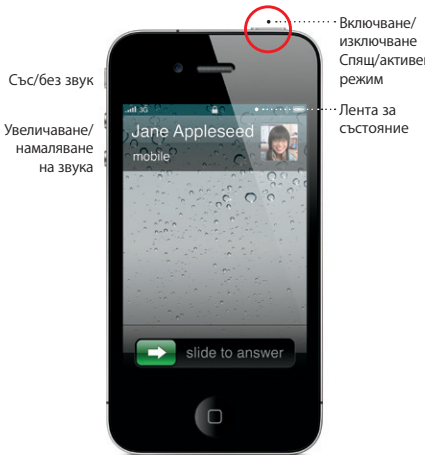 Включване/
изключване
Спящ/активен
режим
Със/без звук
Лента за
състояние
Увеличаване/
намаляване
на звука
3G
Jane Appleseed
mobile
slide to answer